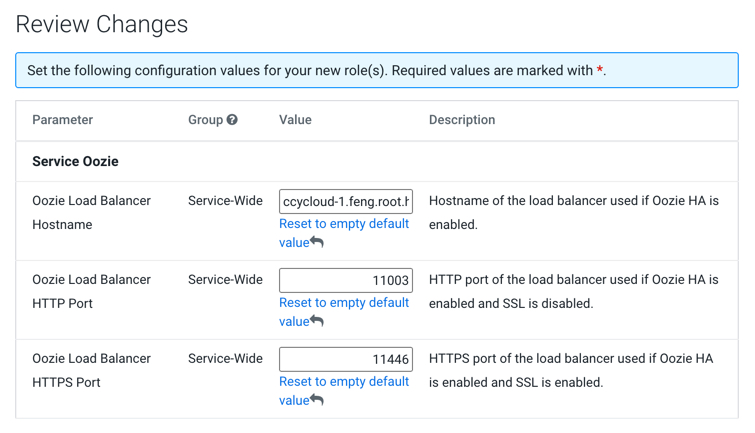 Review Changes
Set the following configuration values for your new role(s). Required values are marked with *.
Parameter Group Value Description
Service Oozie
Oozie Load Balancer Hostname
Service-Wide
ccycloud-1.feng.root.h
Reset to empty default value
Hostname of the load balancer used if Oozie HA is enabled.
Oozie Load Balancer HTTP Port
Service-Wide
11003
Reset to empty default value
HTTP port of the load balancer used if Oozie HA is enabled and SSL is disabled.
Oozie Load Balancer HTTPS Port
Service-Wide
11446
Reset to empty default value
HTTPS port of the load balancer used if Oozie HA is enabled and SSL is enabled.